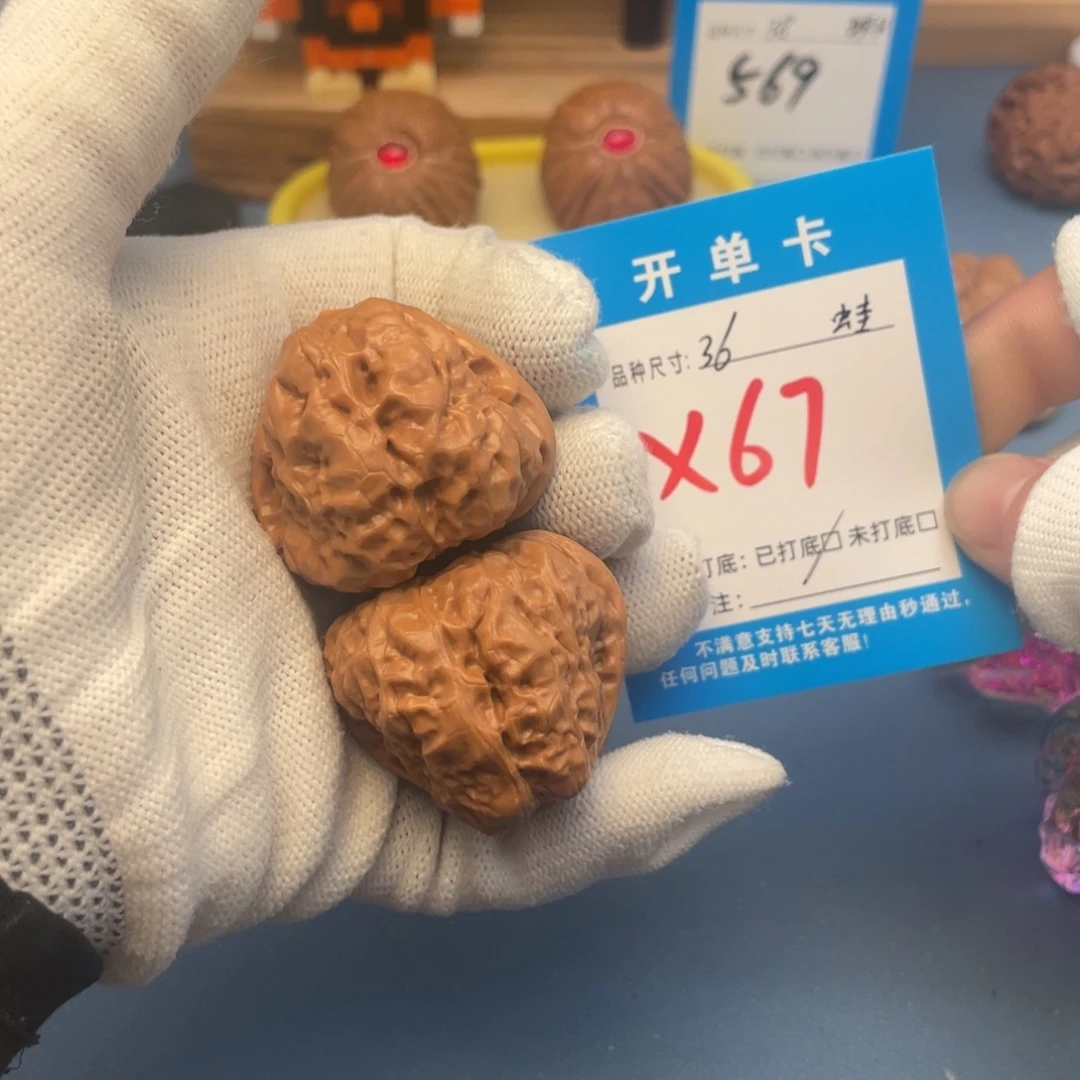 569
开单卡
品种尺寸: 36 蛙
X67
打底: 已打底☑ 未打底□
注:
不满意支持七天无理由秒通过,
任何问题及时联系客服!